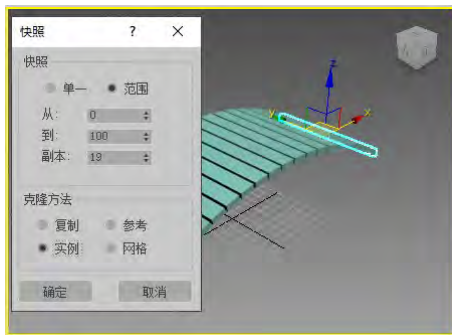 快照 ? ×
快照
单一 范围
从: 0
到: 100
副本: 19
克隆方法
复制 参考
实例 网格
确定 取消
z
y
x